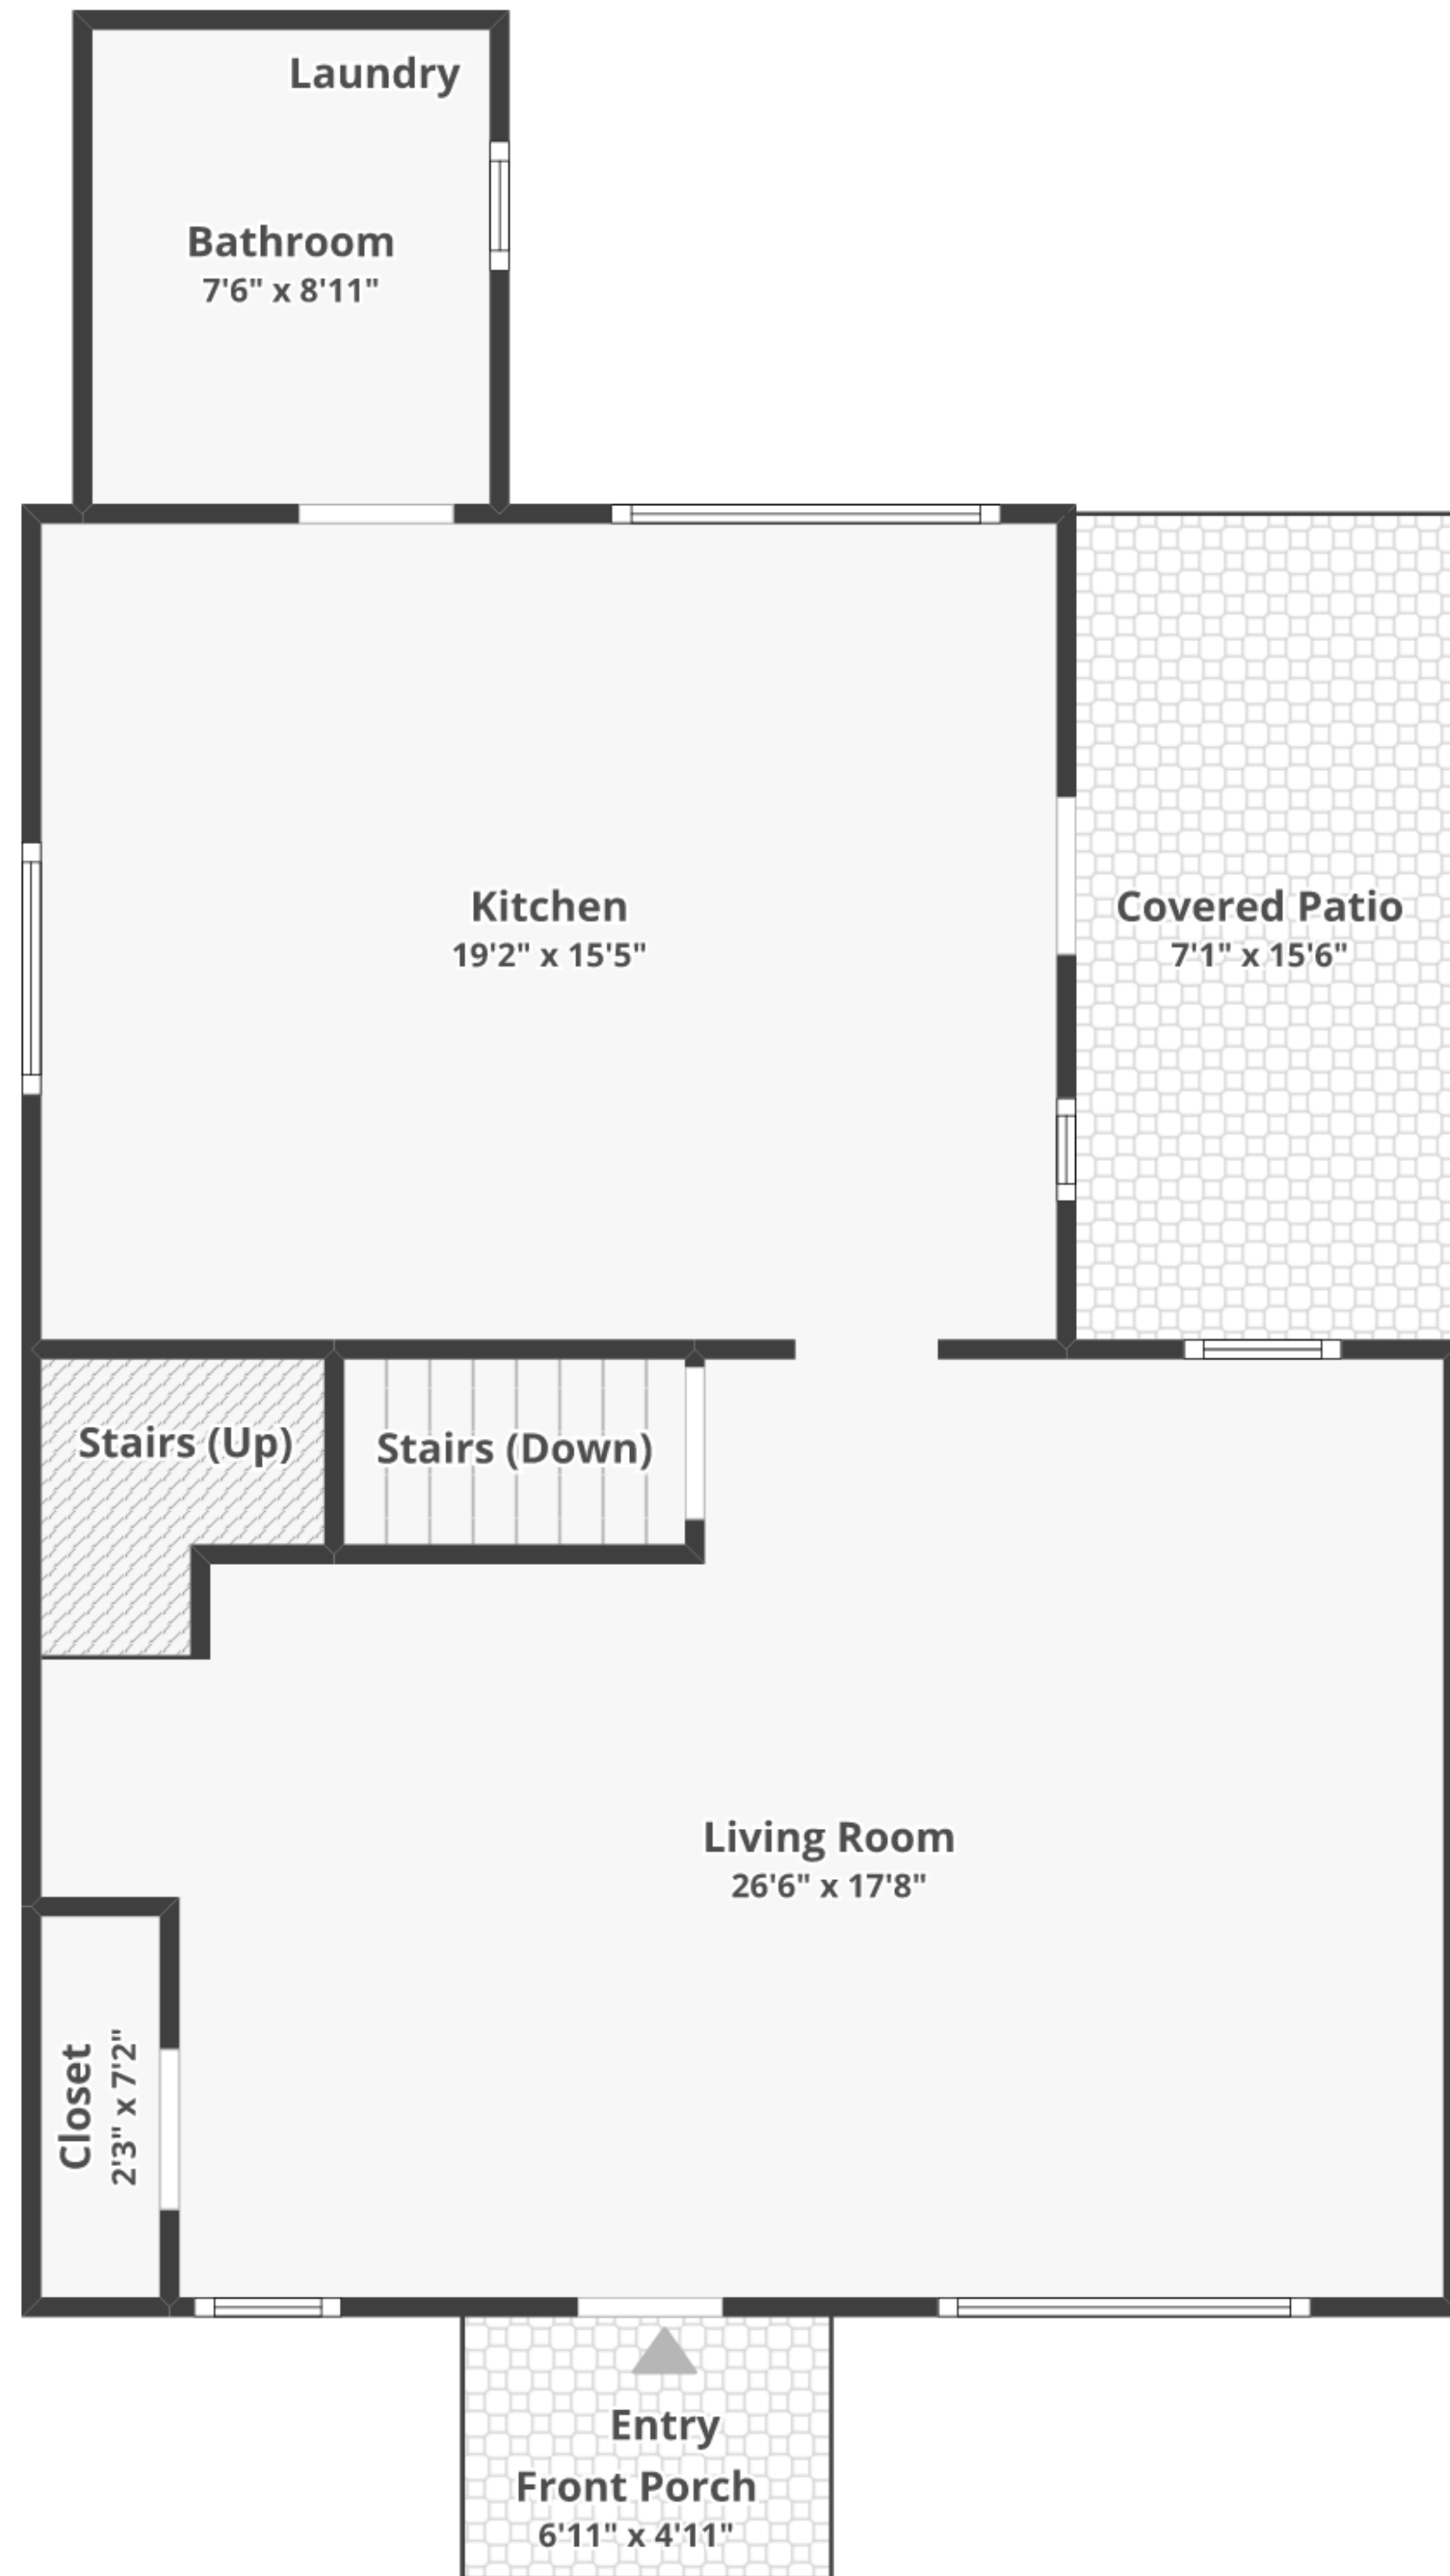 Laundry
Bathroom
7'6" x 8'11"
Kitchen
19'2" x 15'5"
Covered Patio
7'1" x 15'6"
Stairs (Up)
Stairs (Down)
Living Room
26'6" x 17'8"
Closet
2'3" x 7'2"
Entry
Front Porch
6'11" x 4'11"